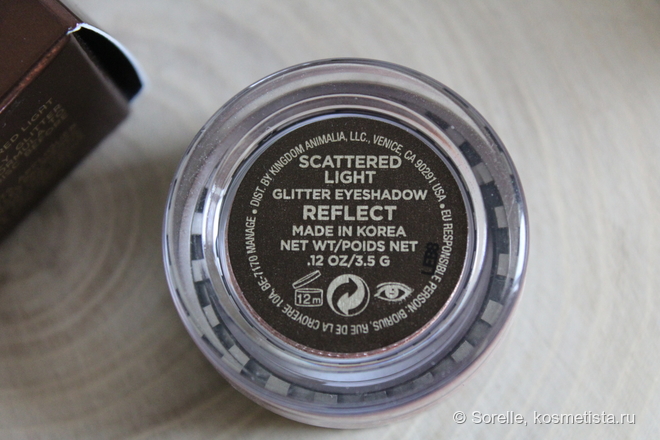 DIST. BY KINGDOM ANIMALIA, LLC., VENICE, CA 90291 USA • EU RESPONSIBLE PERSON: BIORIUS, RUE DE LA CROYERE 10A, BE-7170 MANAGE •
SCATTERED
LIGHT
GLITTER EYESHADOW
REFLECT
MADE IN KOREA
NET WT/POIDS NET
.12 OZ/3.5 G
12m
RED LIGHT
© Sorelle, kosmetista.ru